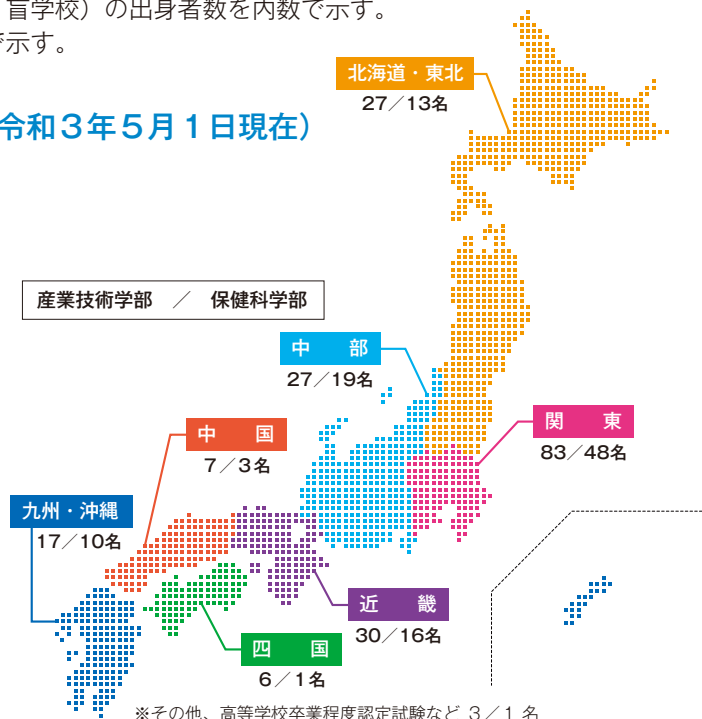 盲学校）の出身者数を内数で示す。
で示す。
令和３年５月１日現在）
北海道・東北
27／13名
産業技術学部　／　保健科学部
中　部
27／19名
関　東
83／48名
中　国
7／3名
九州・沖縄
17／10名
近　畿
30／16名
四　国
6／1名
※その他、高等学校卒業程度認定試験など 3／1 名